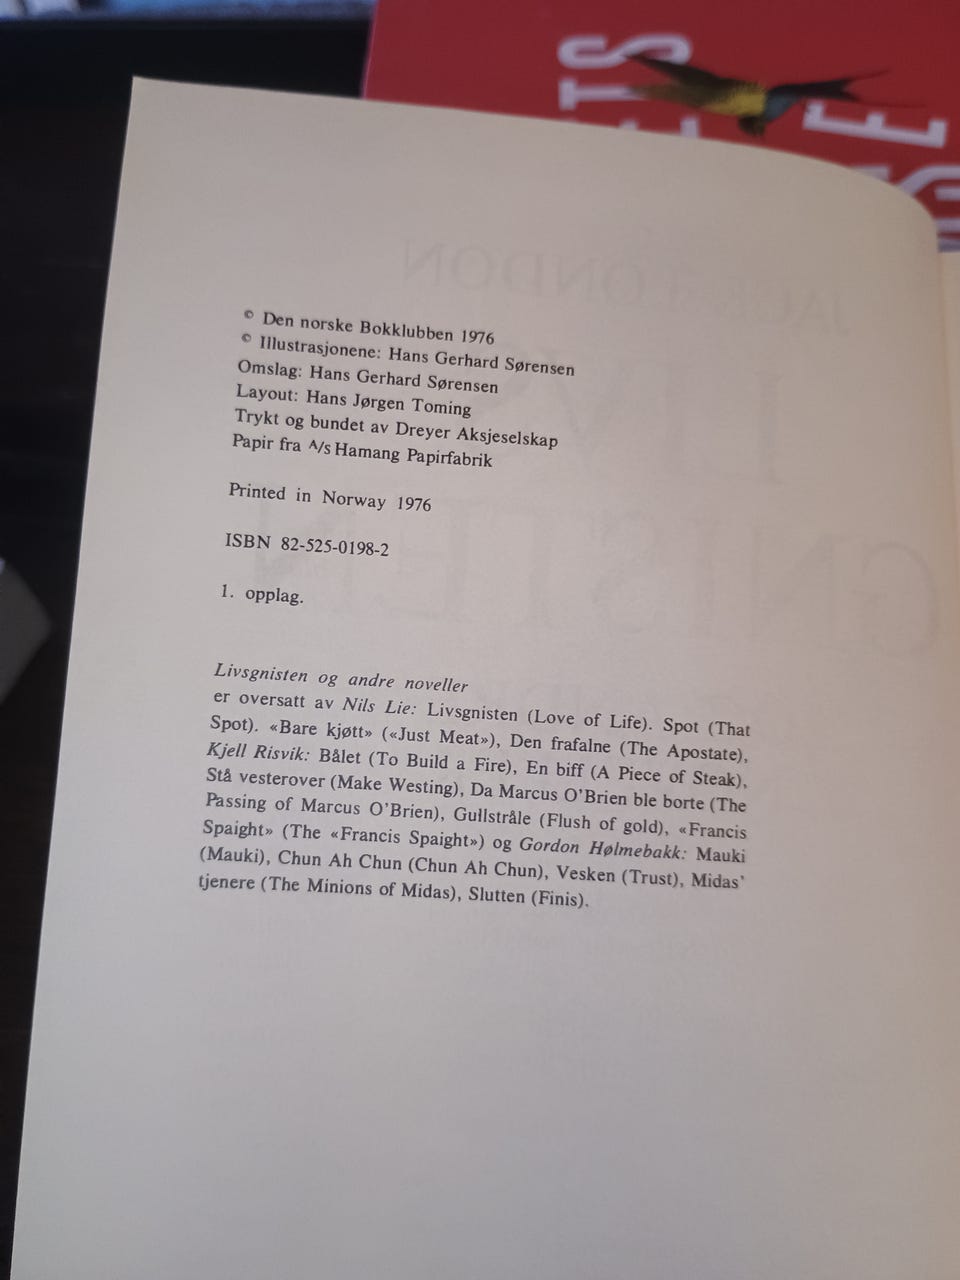 © Den norske Bokklubben 1976
© Illustrasjonene: Hans Gerhard Sørensen
Omslag: Hans Gerhard Sørensen
Layout: Hans Jørgen Toming
Trykt og bundet av Dreyer Aksjeselskap
Papir fra A/s Hamang Papirfabrik
Printed in Norway 1976
ISBN 82-525-0198-2
1. opplag.
Livsgnisten og andre noveller
er oversatt av Nils Lie: Livsgnisten (Love of Life). Spot (That
Spot). «Bare kjøtt» («Just Meat»), Den frafalne (The Apostate),
Kjell Risvik: Bålet (To Build a Fire), En biff (A Piece of Steak),
Stå vesterover (Make Westing), Da Marcus O'Brien ble borte (The
Passing of Marcus O'Brien), Gullstråle (Flush of gold), «Francis
Spaight» (The «Francis Spaight») og Gordon Hølmebakk: Mauki
(Mauki), Chun Ah Chun (Chun Ah Chun), Vesken (Trust), Midas'
tjenere (The Minions of Midas), Slutten (Finis).